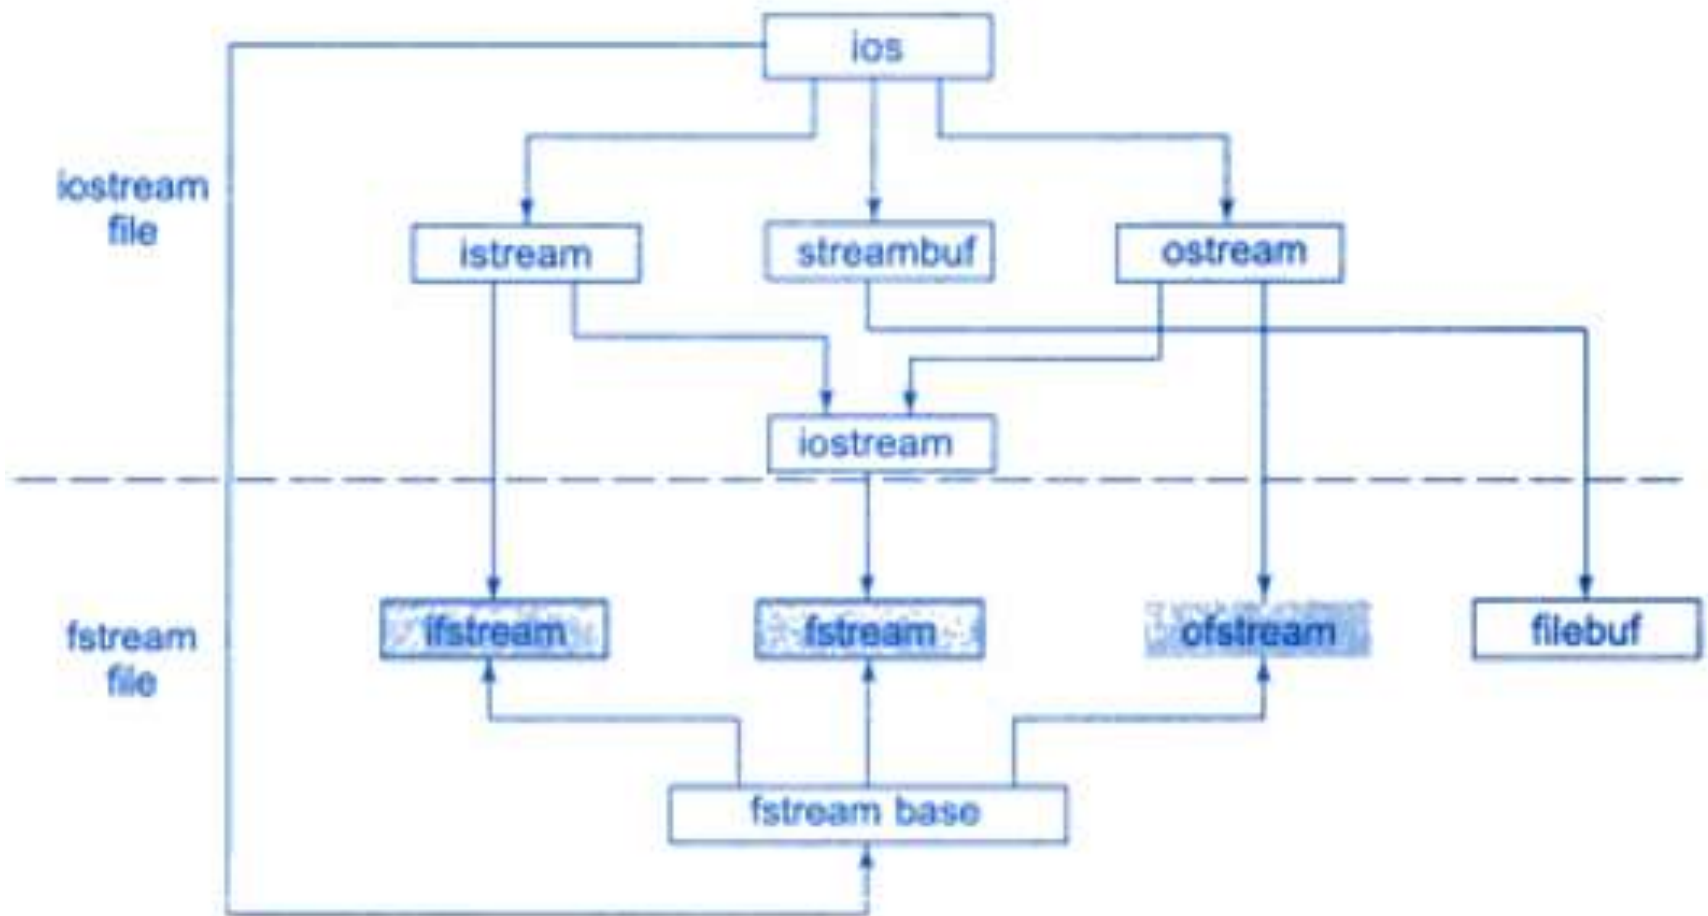 ios
iostream
file
istream
streambuf
ostream
iostream
fstream
file
ifstream
fstream
ofstream
filebuf
fstream base